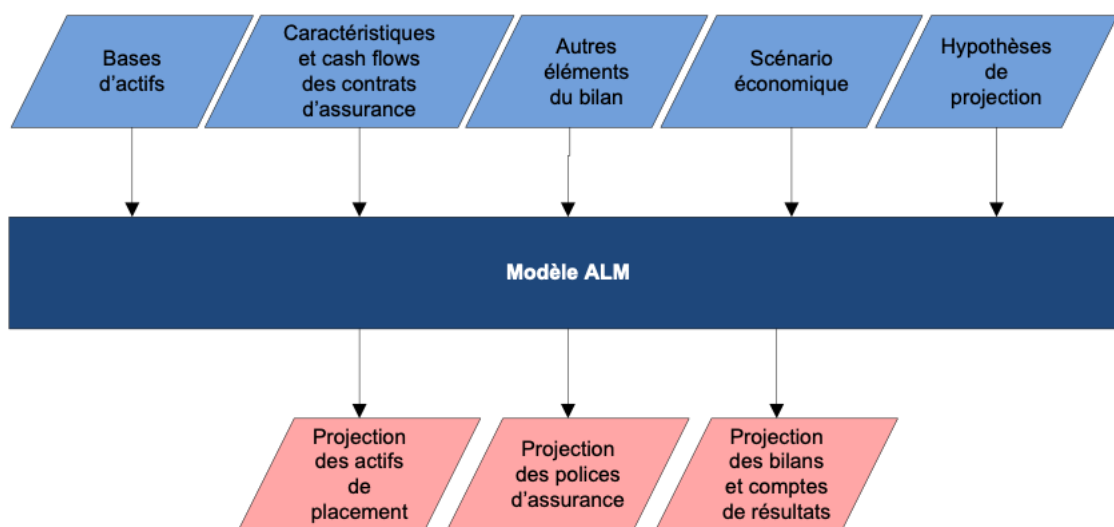 Bases
d'actifs
Caractéristiques
et cash flows
des contrats
d'assurance
Autres
éléments
du bilan
Scénario
économique
Hypothèses
de
projection
Modèle ALM
Projection
des actifs
de
placement
Projection
des polices
d'assurance
Projection
des bilans
et comptes
de résultats